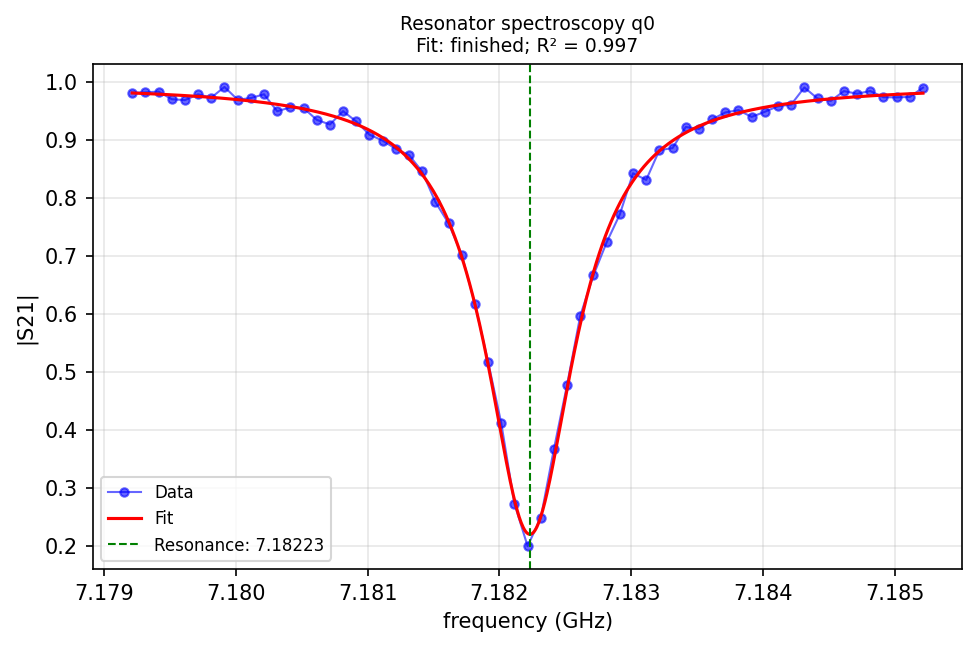 Resonator spectroscopy q0
Fit: finished; R² = 0.997
1.0
0.9
0.8
0.7
0.6
0.5
0.4
0.3
0.2
|S21|
Data
Fit
Resonance: 7.18223
7.179 7.180 7.181 7.182 7.183 7.184 7.185
frequency (GHz)